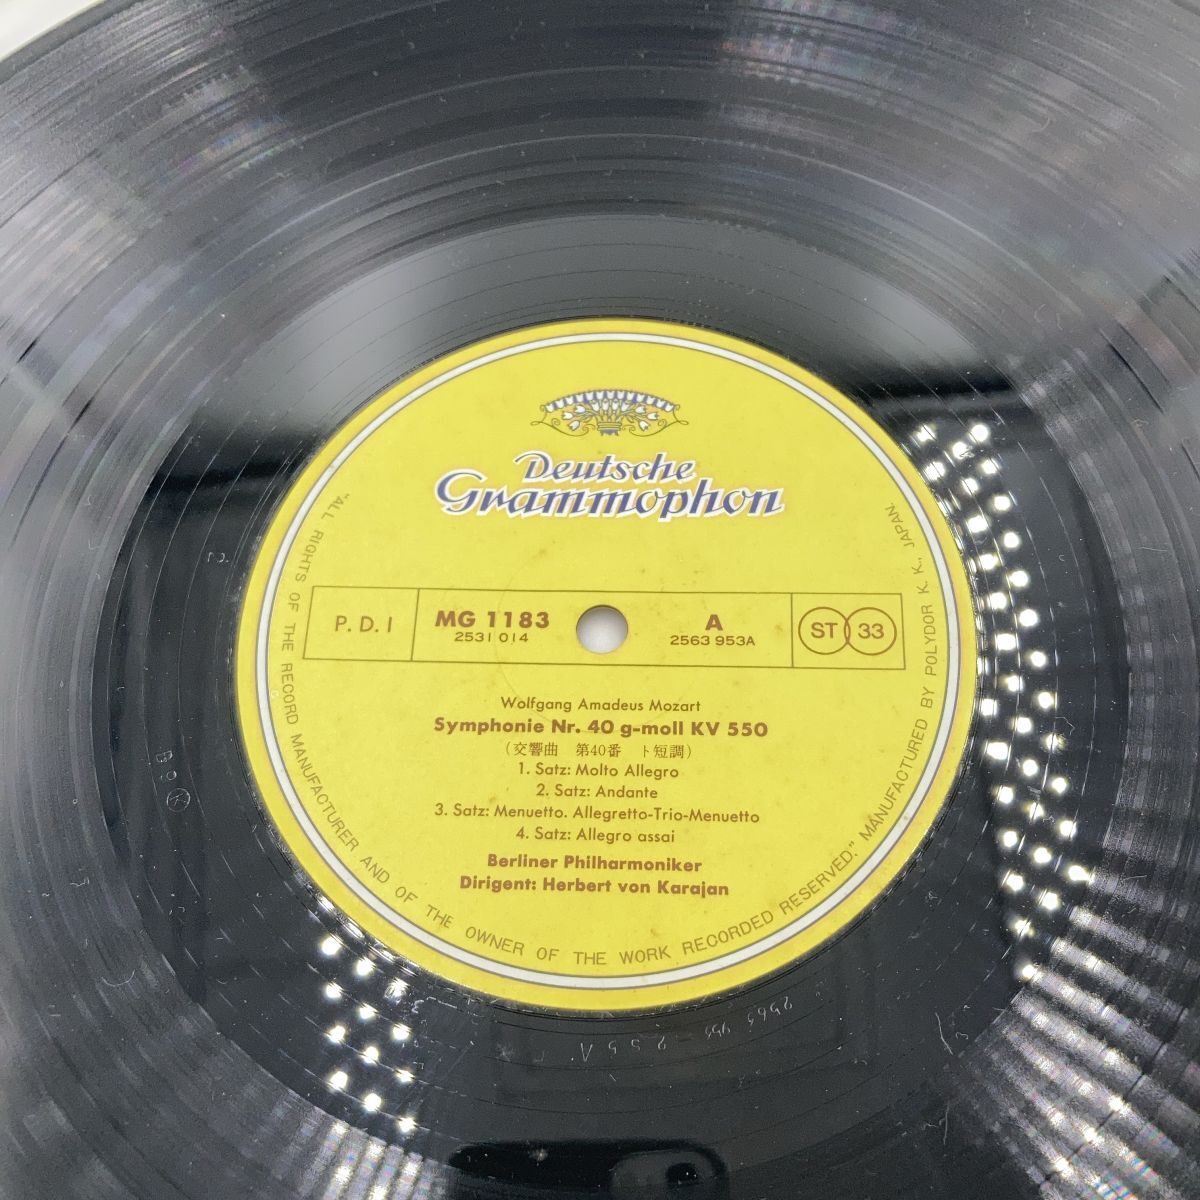 Deutsche
Grammophon
P. D. I
MG 1183
2531 014
A
2563 953A
ST 33
Wolfgang Amadeus Mozart
Symphonie Nr. 40 g-moll KV 550
(交響曲 第40番 ト短調)
1. Satz: Molto Allegro
2. Satz: Andante
3. Satz: Menuetto. Allegretto-Trio-Menuetto
4. Satz: Allegro assai
Berliner Philharmoniker
Dirigent: Herbert von Karajan
"ALL RIGHTS OF THE RECORD MANUFACTURER AND OF THE OWNER OF THE WORK RECORDED RESERVED." MANUFACTURED BY POLYDOR K. K., JAPAN.